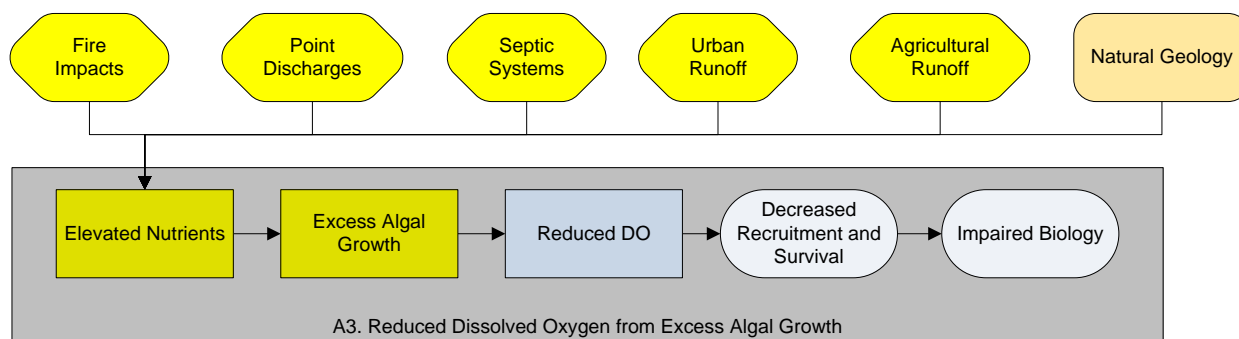 Fire
Impacts
Point
Discharges
Septic
Systems
Urban
Runoff
Agricultural
Runoff
Natural Geology
Elevated Nutrients
Excess Algal
Growth
Reduced DO
Decreased
Recruitment and
Survival
Impaired Biology
A3. Reduced Dissolved Oxygen from Excess Algal Growth